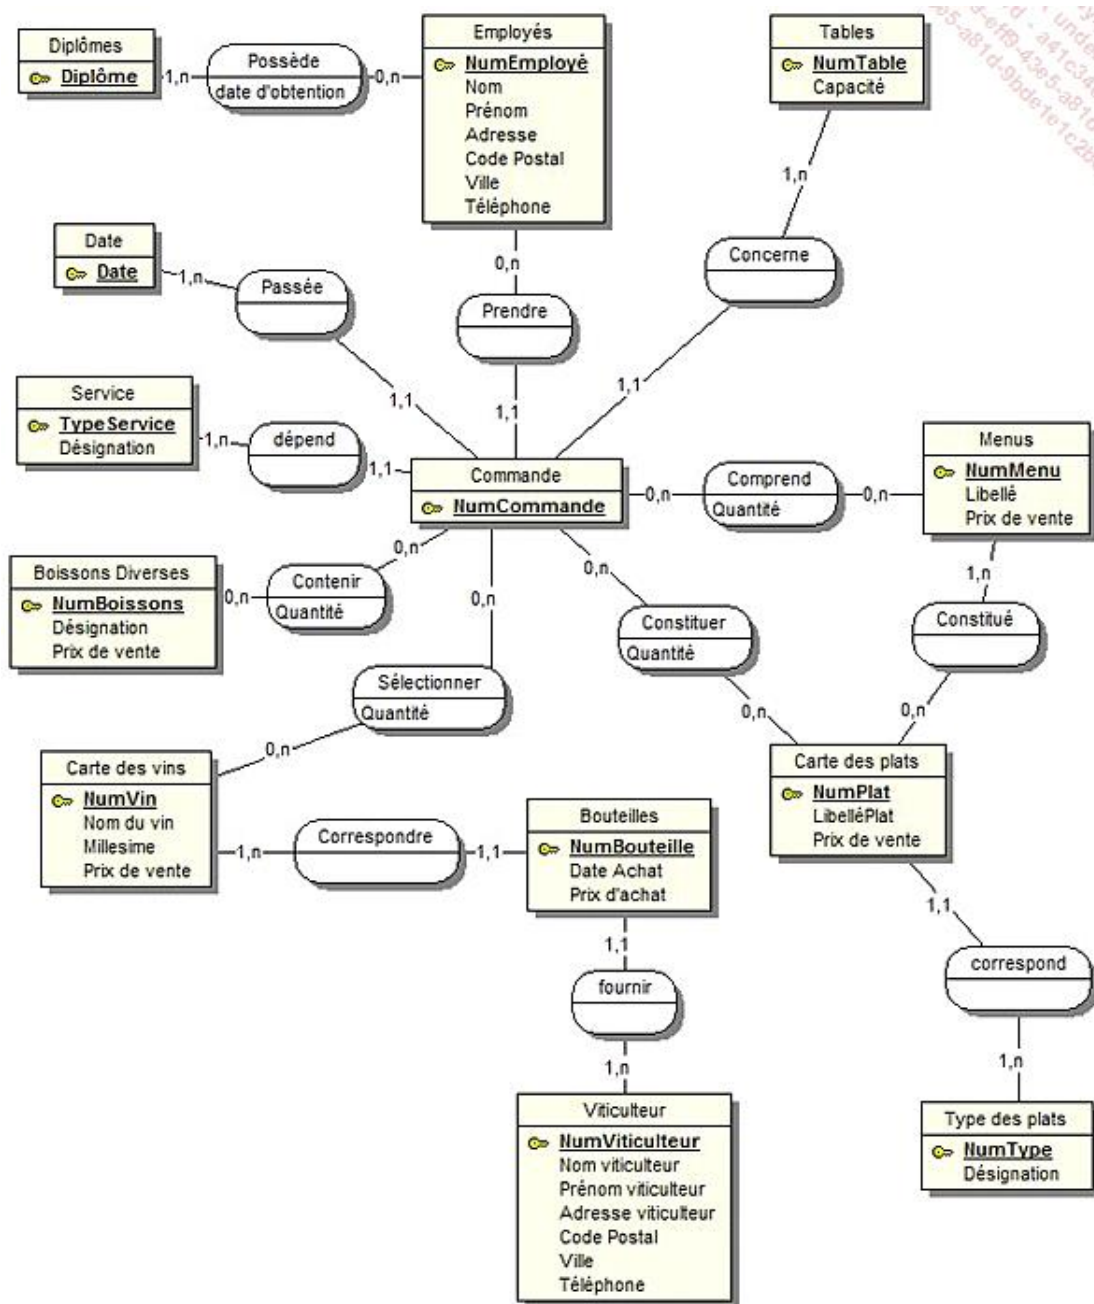 Diplômes
Diplôme
1,n
Possède
date d'obtention
0,n
Employés
NumEmployé
Nom
Prénom
Adresse
Code Postal
Ville
Téléphone
Tables
NumTable
Capacité
1,n
Concerne
1,1
Date
Date
1,n
Passée
1,1
0,n
Prendre
1,1
Service
TypeService
Désignation
1,n
dépend
1,1
Commande
NumCommande
0,n
Comprend
Quantité
0,n
Menus
NumMenu
Libellé
Prix de vente
Boissons Diverses
NumBoissons
Désignation
Prix de vente
0,n
Contenir
Quantité
0,n
0,n
Sélectionner
Quantité
0,n
0,n
Constituer
Quantité
0,n
1,n
Constitué
0,n
Carte des vins
NumVin
Nom du vin
Millesime
Prix de vente
1,n
Correspondre
1,1
Bouteilles
NumBouteille
Date Achat
Prix d'achat
Carte des plats
NumPlat
LibelléPlat
Prix de vente
1,1
fournir
1,n
1,1
correspond
1,n
Viticulteur
NumViticulteur
Nom viticulteur
Prénom viticulteur
Adresse viticulteur
Code Postal
Ville
Téléphone
Type des plats
NumType
Désignation